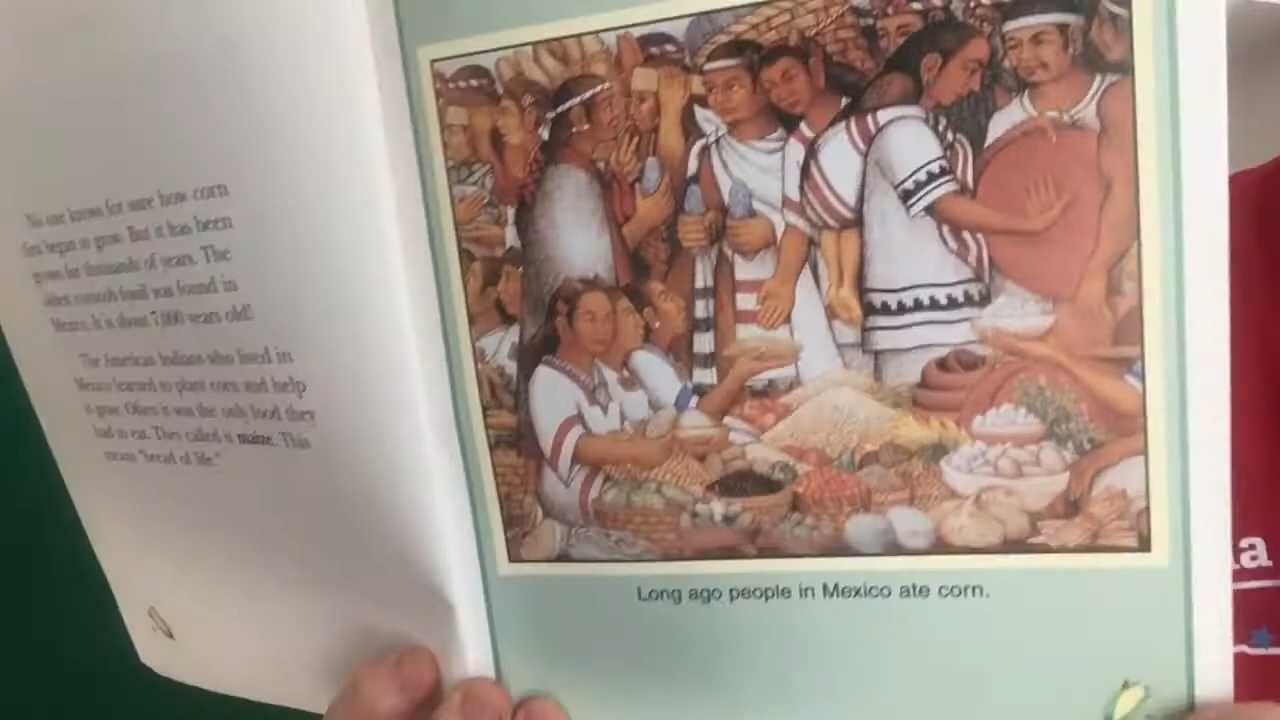 No one knows for sure how corn
first began to grow. But it has been
grown for thousands of years. The
oldest corncob fossil was found in
Mexico. It is about 7,000 years old!
The American Indians who lived in
Mexico learned to plant corn and help
it grow. Often it was the only food they
had to eat. They called it maize. This
means "bread of life."
Long ago people in Mexico ate corn.
a